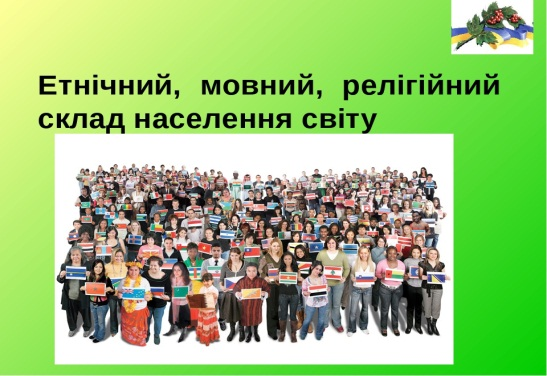 Етнічний, мовний, релігійний
склад населення світу